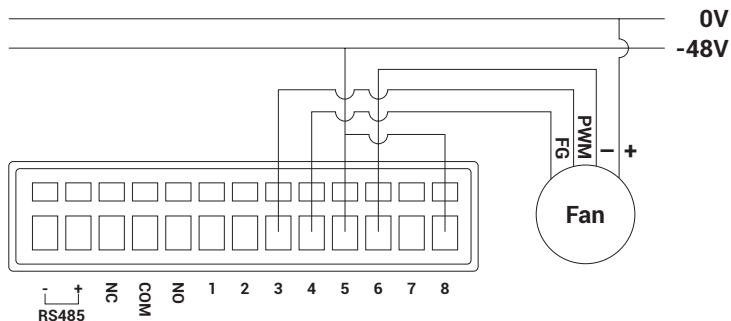 0V
-48V
FG
PWM
–
+
Fan
- + NC COM NO 1 2 3 4 5 6 7 8
RS485